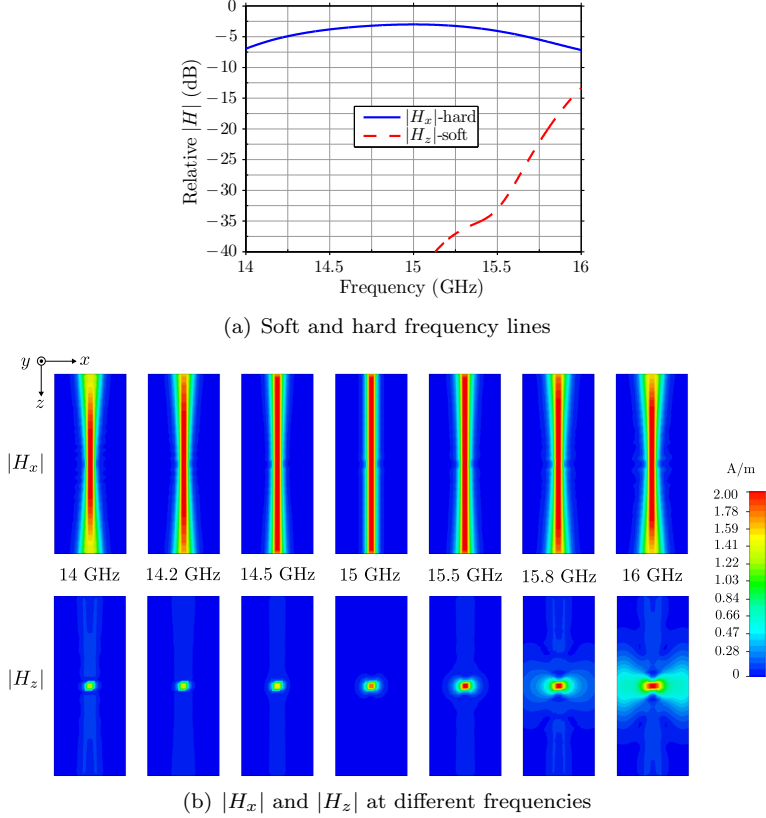 0
−5
−10
−15
−20
−25
−30
−35
−40
Relative |H| (dB)
|Hx|-hard
|Hz|-soft
14 14.5 15 15.5 16
Frequency (GHz)
(a) Soft and hard frequency lines
y x
z
|Hx|
14 GHz 14.2 GHz 14.5 GHz 15 GHz 15.5 GHz 15.8 GHz 16 GHz
|Hz|
A/m
2.00
1.78
1.59
1.41
1.22
1.03
0.84
0.66
0.47
0.28
0
(b) |Hx| and |Hz| at different frequencies